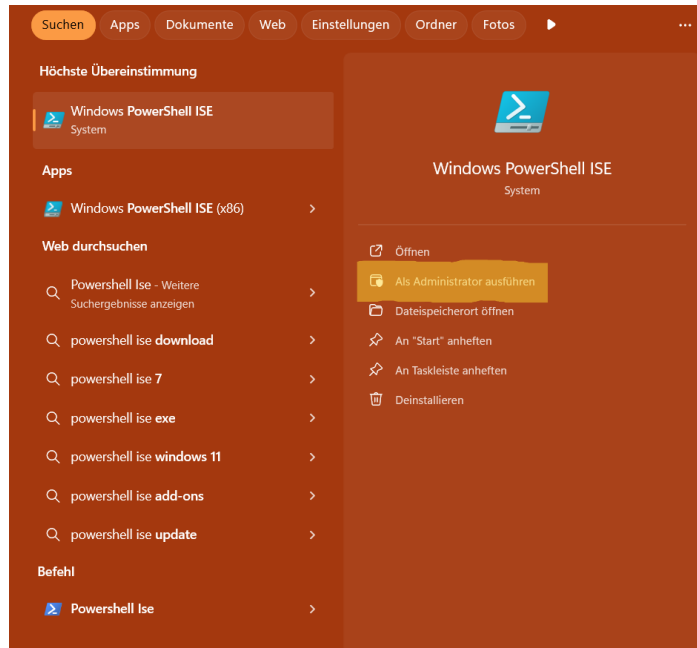 Suchen
Apps
Dokumente
Web
Einstellungen
Ordner
Fotos
Höchste Übereinstimmung
Windows PowerShell ISE
System
Apps
Windows PowerShell ISE (x86)
Web durchsuchen
Powershell Ise - Weitere
Suchergebnisse anzeigen
powershell ise download
powershell ise 7
powershell ise exe
powershell ise windows 11
powershell ise add-ons
powershell ise update
Befehl
Powershell Ise
Windows PowerShell ISE
System
Öffnen
Als Administrator ausführen
Dateispeicherort öffnen
An "Start" anheften
An Taskleiste anheften
Deinstallieren